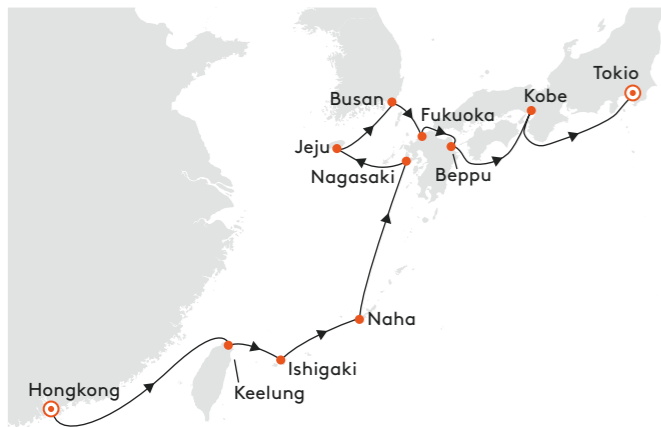 Tokio
Kobe
Busan
Fukuoka
Jeju
Nagasaki
Beppu
Naha
Ishigaki
Hongkong
Keelung